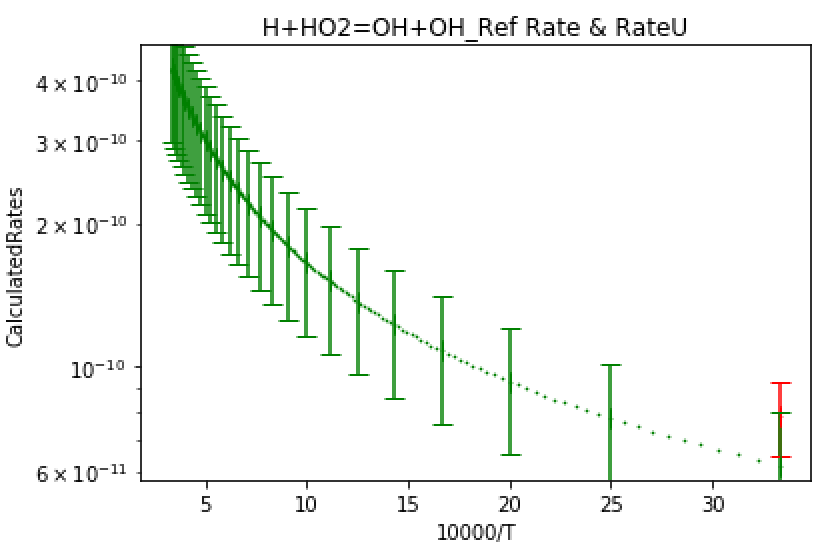 H+HO2=OH+OH_Ref Rate & RateU
4 × 10⁻¹⁰
3 × 10⁻¹⁰
2 × 10⁻¹⁰
10⁻¹⁰
6 × 10⁻¹¹
CalculatedRates
5 10 15 20 25 30
10000/T